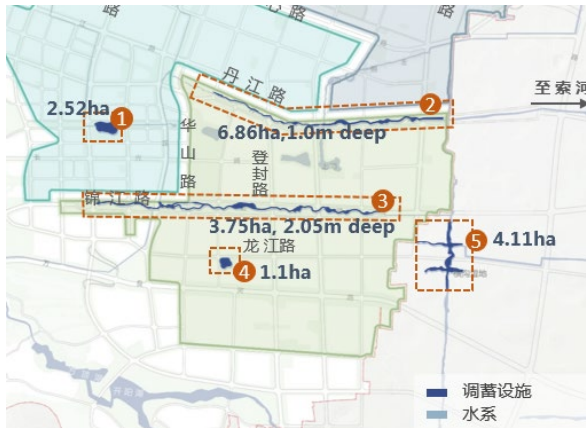 路
路
丹江路
至索河
2.52ha
1
2
华山路
6.86ha,1.0m deep
登封路
锦江路
3
3.75ha, 2.05m deep
龙江路
5
4.11ha
4
1.1ha
调蓄设施
水系